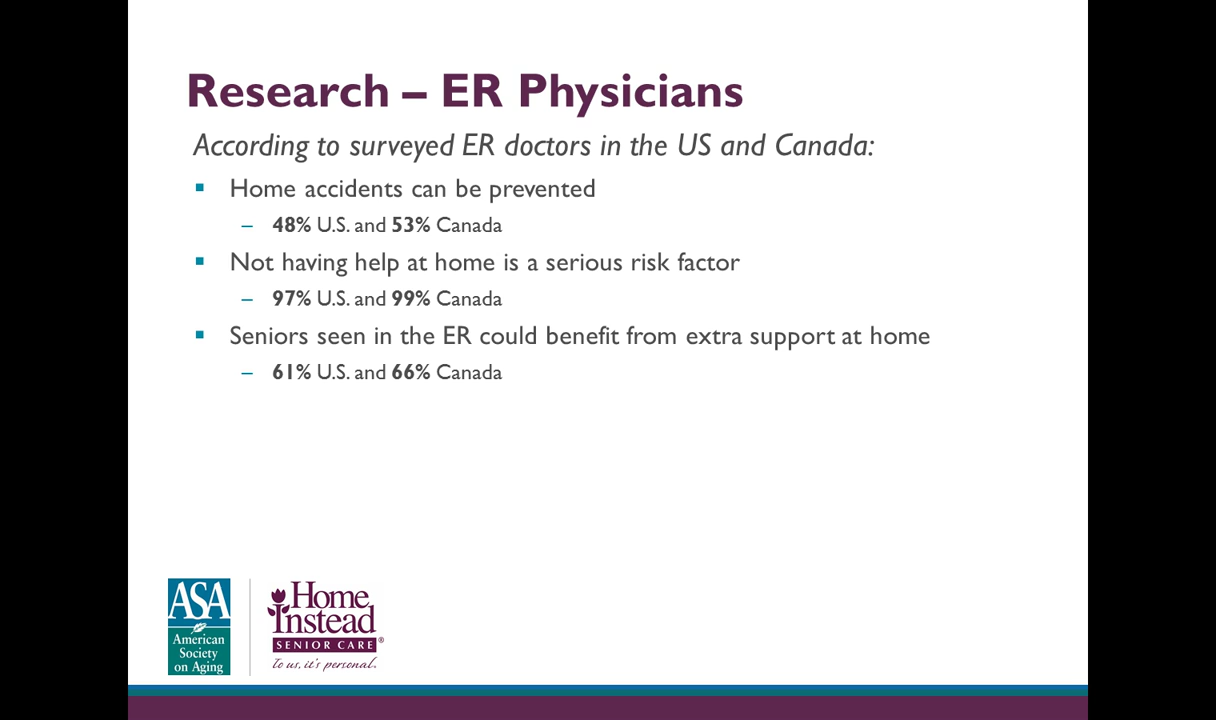 Research – ER Physicians
According to surveyed ER doctors in the US and Canada:
▪ Home accidents can be prevented
– 48% U.S. and 53% Canada
▪ Not having help at home is a serious risk factor
– 97% U.S. and 99% Canada
▪ Seniors seen in the ER could benefit from extra support at home
– 61% U.S. and 66% Canada
ASA
American
Society
on Aging
Home
Instead
SENIOR CARE®
To us, it's personal.